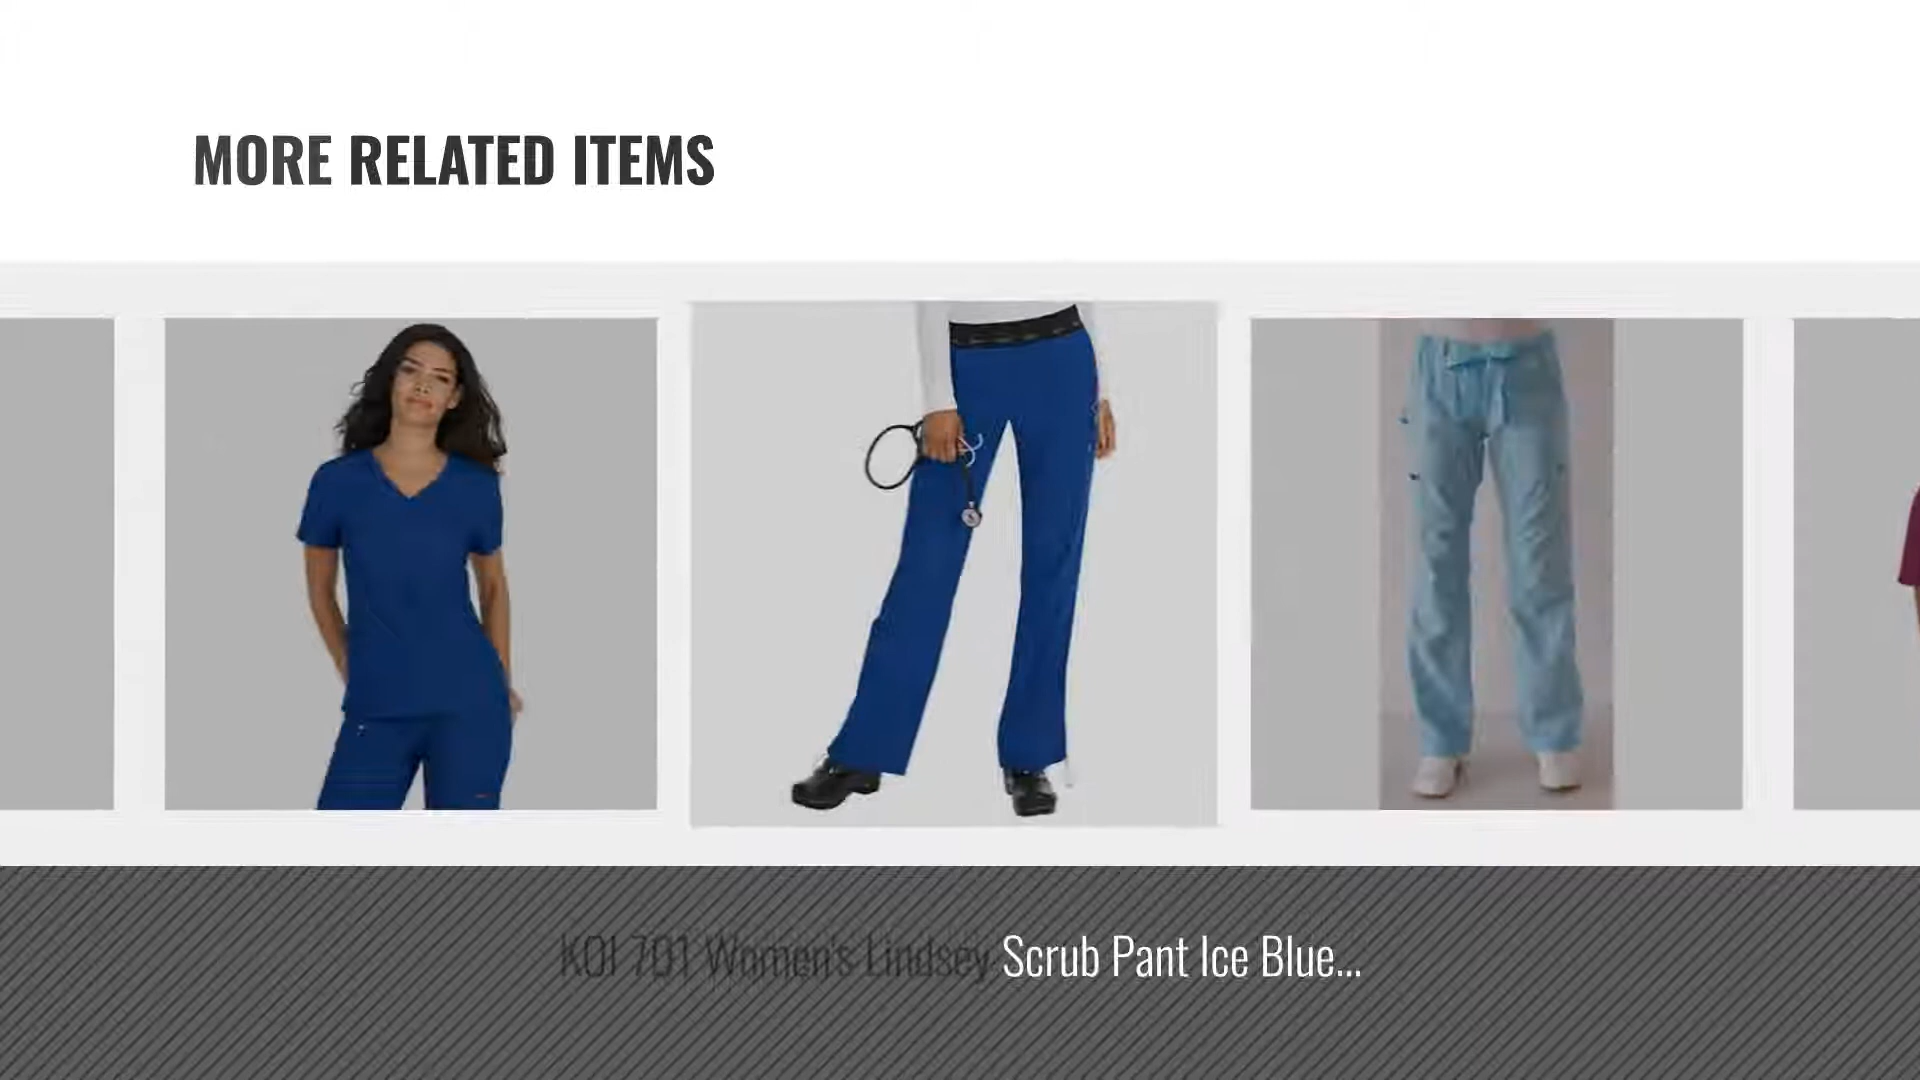 MORE RELATED ITEMS
KOI 701 Women's Lindsey Scrub Pant Ice Blue...